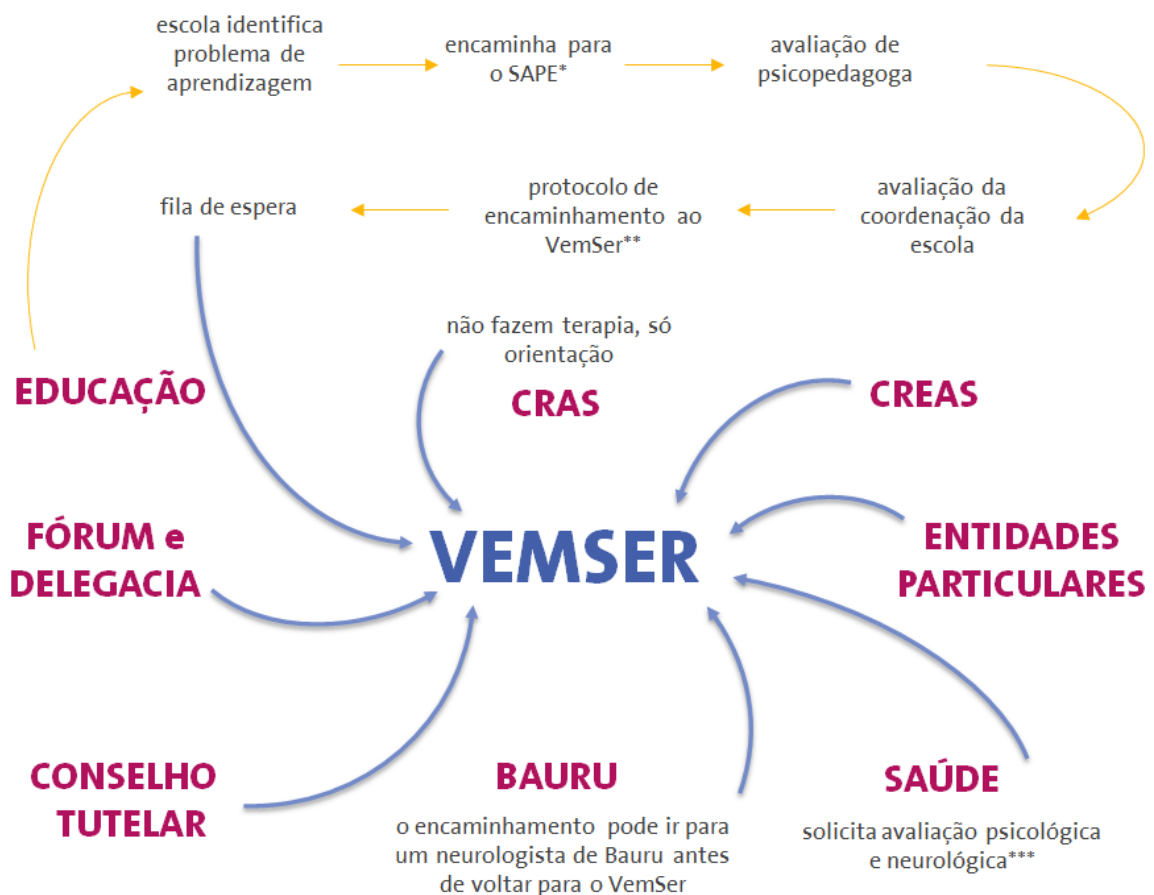 escola identifica
problema de
aprendizagem
encaminha para
o SAPE*
avaliação de
psicopedagoga
fila de espera
protocolo de
encaminhamento ao
VemSer**
avaliação da
coordenação da
escola
não fazem terapia, só
orientação
EDUCAÇÃO
CRAS
CREAS
FÓRUM e
DELEGACIA
VEMSER
ENTIDADES
PARTICULARES
CONSELHO
TUTELAR
BAURU
o encaminhamento pode ir para
um neurologista de Bauru antes
de voltar para o VemSer
SAÚDE
solicita avaliação psicológica
e neurológica***